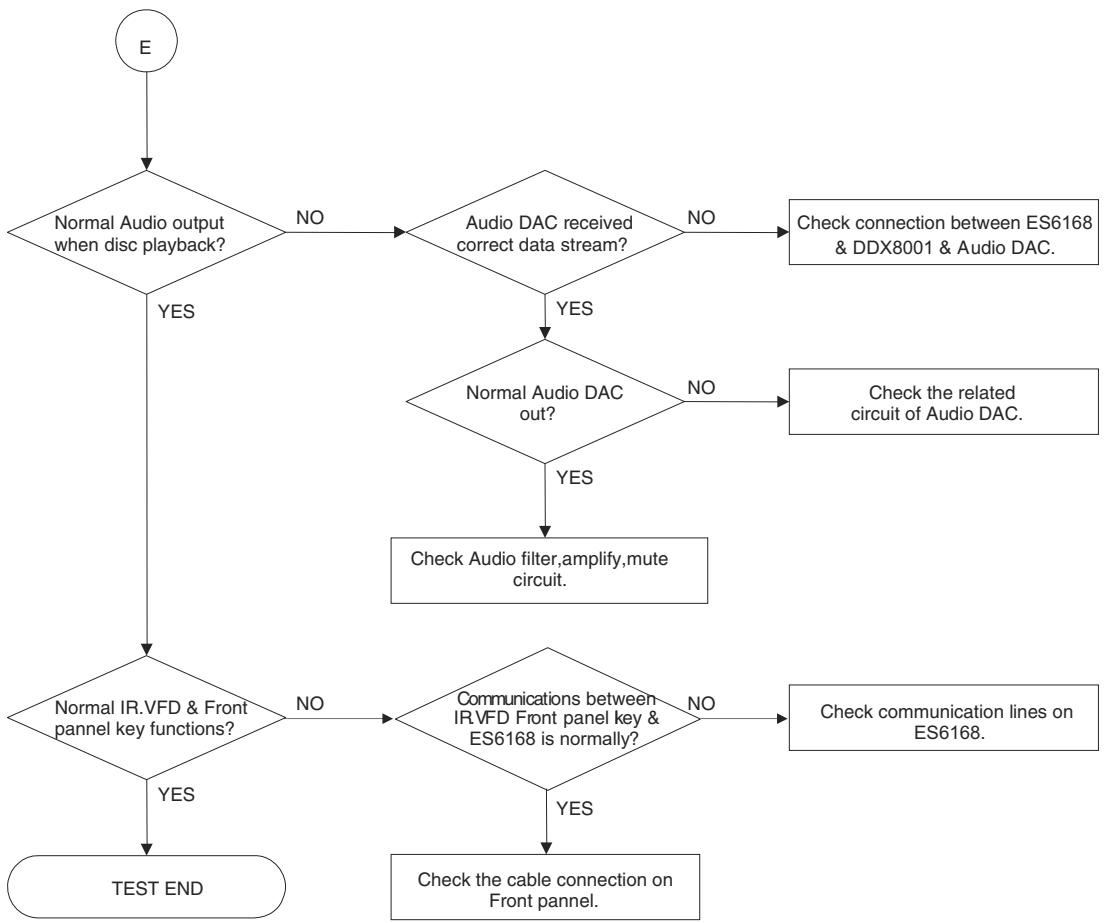 E
Normal Audio output
when disc playback?
NO
Audio DAC received
correct data stream?
NO
Check connection between ES6168
& DDX8001 & Audio DAC.
YES
YES
Normal Audio DAC
out?
NO
Check the related
circuit of Audio DAC.
YES
Check Audio filter,amplify,mute
circuit.
Normal IR.VFD & Front
pannel key functions?
NO
Communications between
IR.VFD Front panel key &
ES6168 is normally?
NO
Check communication lines on
ES6168.
YES
YES
TEST END
Check the cable connection on
Front pannel.